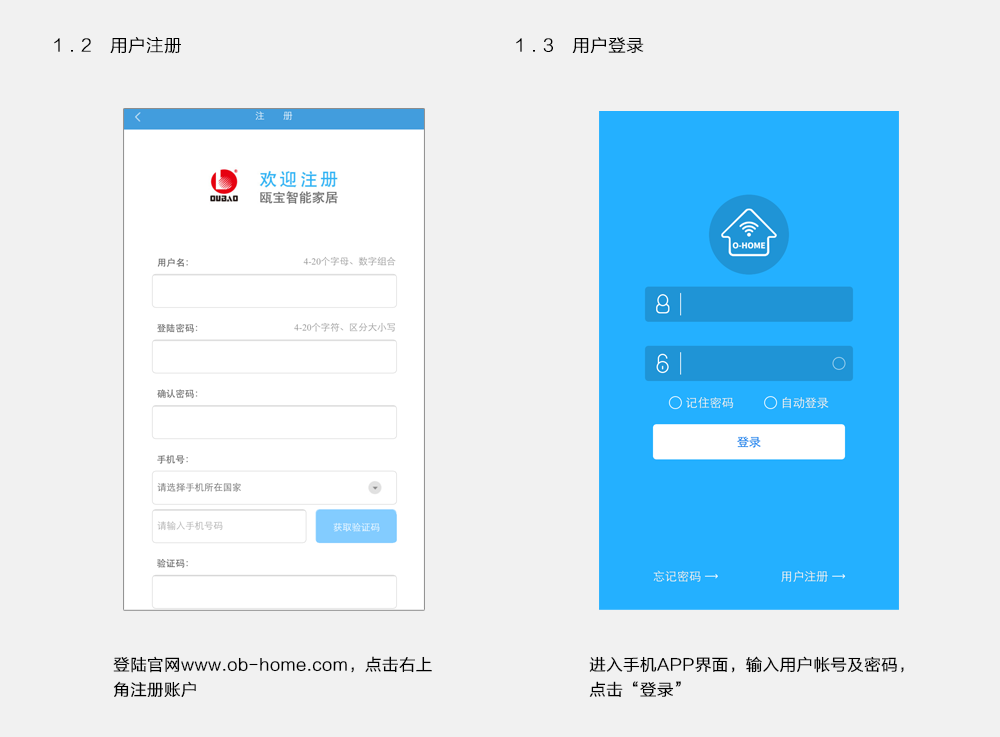 1.2 用户注册
注 册
OUBAO
欢迎注册
瓯宝智能家居
用户名: 4-20个字母、数字组合
登陆密码: 4-20个字符、区分大小写
确认密码:
手机号:
请选择手机所在国家
请输入手机号码 获取验证码
验证码:
登陆官网www.ob-home.com，点击右上
角注册账户
1.3 用户登录
O-HOME
记住密码 自动登录
登录
忘记密码→ 用户注册→
进入手机APP界面，输入用户帐号及密码，
点击“登录”